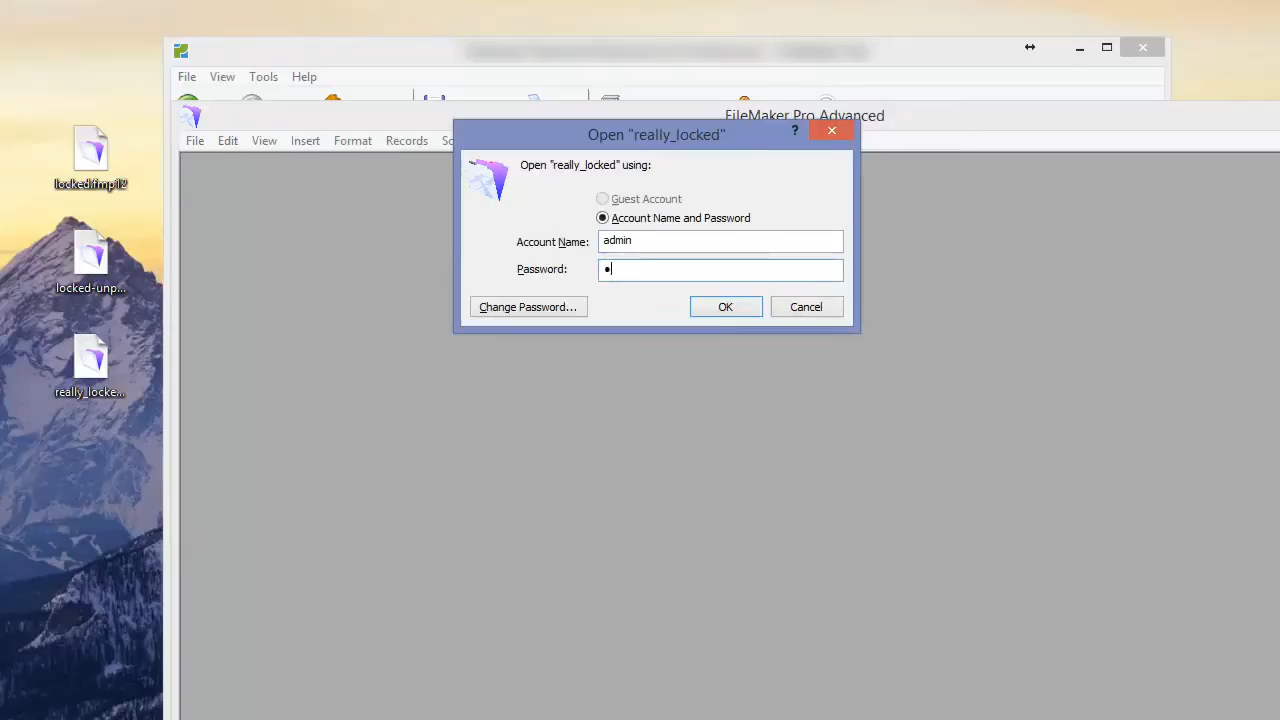 File View Tools Help
FileMaker Pro Advanced
File Edit View Insert Format Records
Open "really_locked"
?
Open "really_locked" using:
Guest Account
Account Name and Password
Account Name: admin
Password:
Change Password... OK Cancel
locked.fmp12
locked-unp...
really_locke...